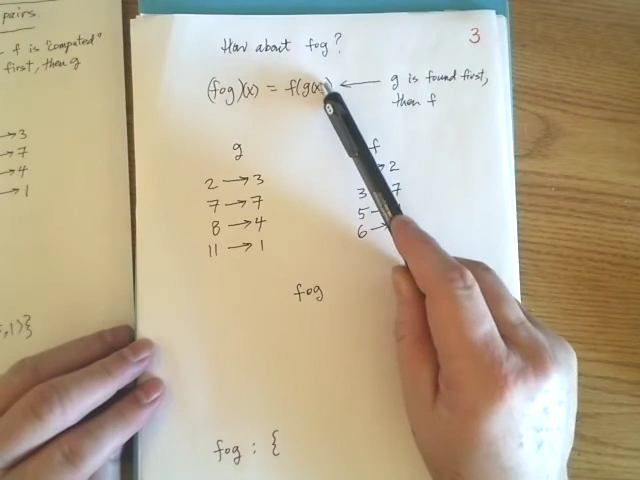 pairs.
f is "computed"
first, then g
→3
→7
→4
→1
,1)}
3
How about fog?
(fog)(x) = f(g(x)) ← g is found first,
then f
g
2 → 3
7 → 7
8 → 4
11 → 1
f
2
3 7
5
6 →
fog
fog : {